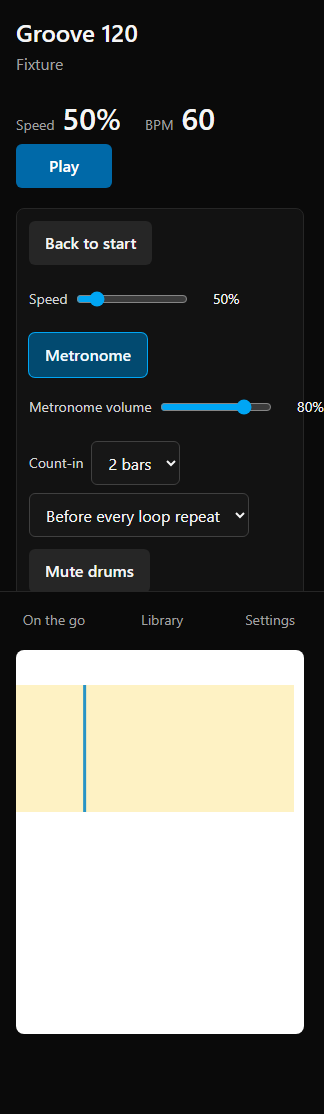 Groove 120
Fixture
Speed 50% BPM 60
Play
Back to start
Speed 50%
Metronome
Metronome volume 80%
Count-in 2 bars
Before every loop repeat
Mute drums
On the go Library Settings